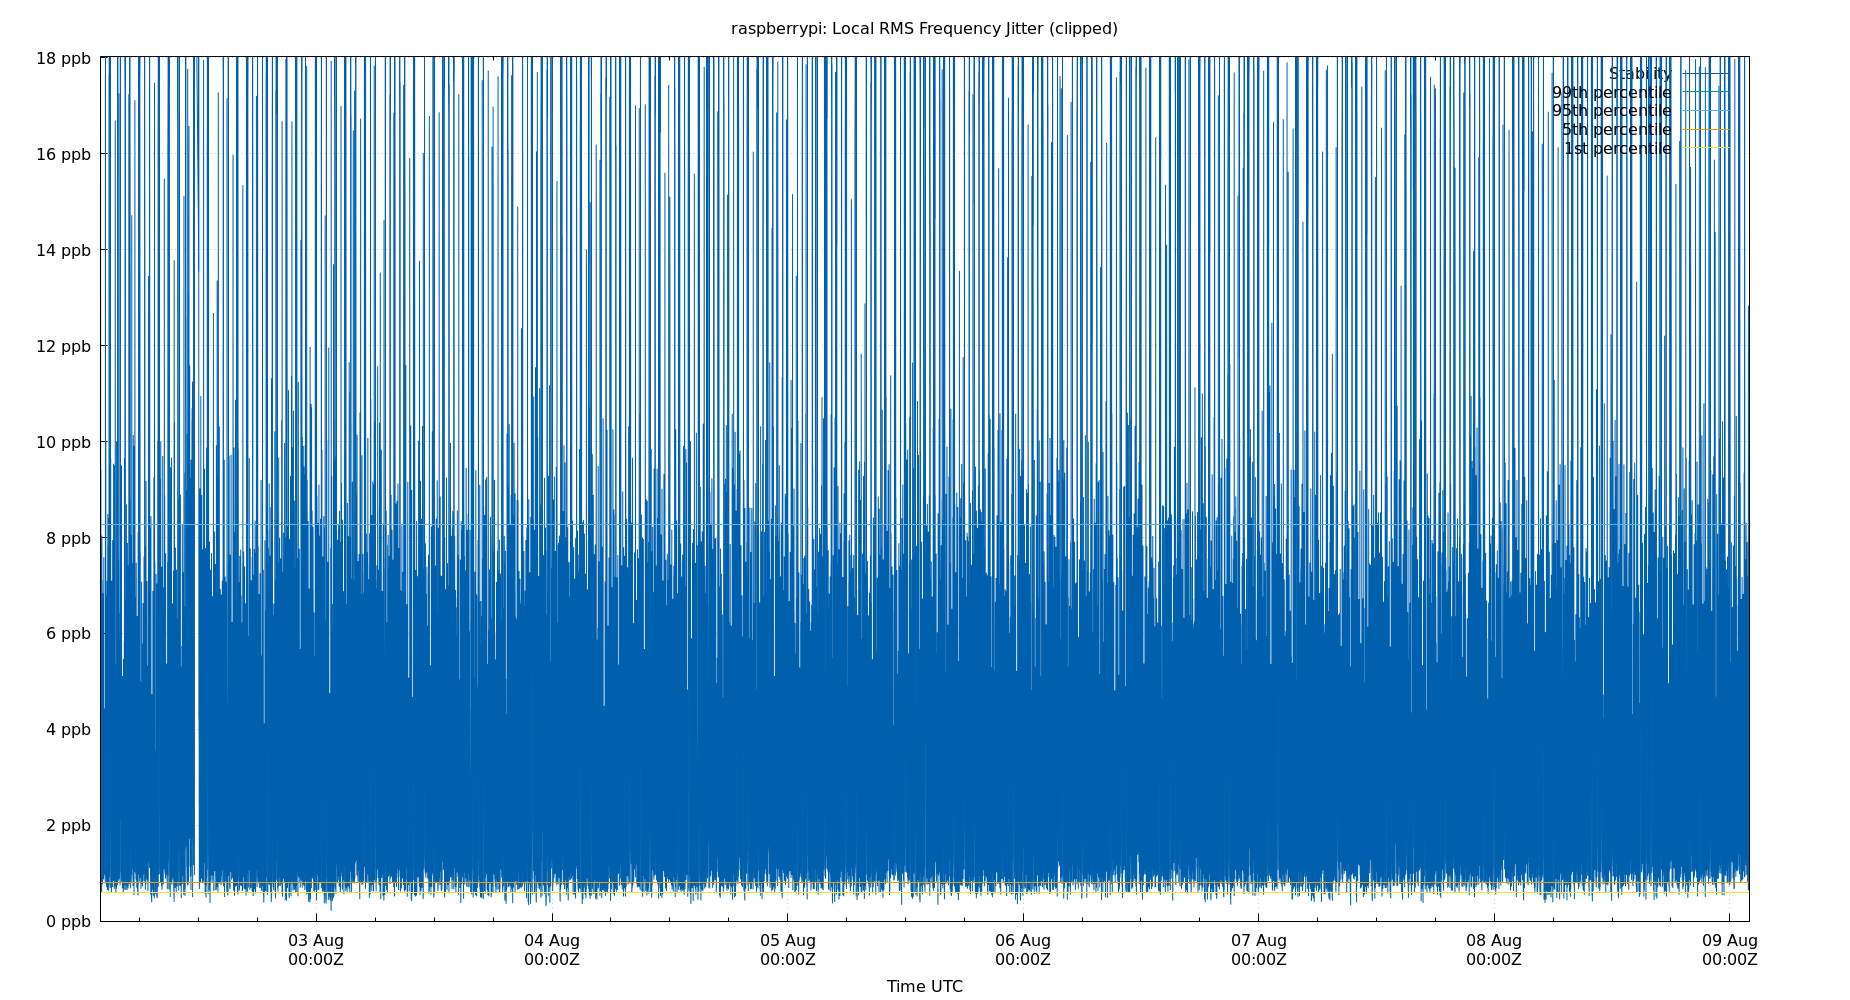 raspberrypi: Local RMS Frequency Jitter (clipped)
18 ppb
16 ppb
14 ppb
12 ppb
10 ppb
8 ppb
6 ppb
4 ppb
2 ppb
0 ppb
Stability
99th percentile
95th percentile
5th percentile
1st percentile
03 Aug
00:00Z
04 Aug
00:00Z
05 Aug
00:00Z
06 Aug
00:00Z
07 Aug
00:00Z
08 Aug
00:00Z
09 Aug
00:00Z
Time UTC